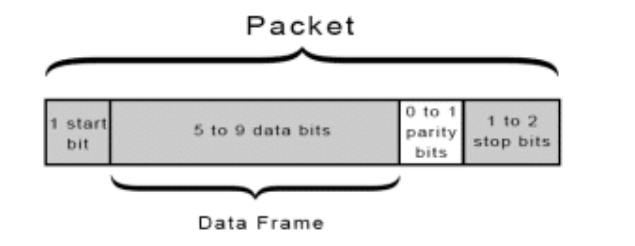 Packet
1 start
bit
5 to 9 data bits
0 to 1
parity
bits
1 to 2
stop bits
Data Frame